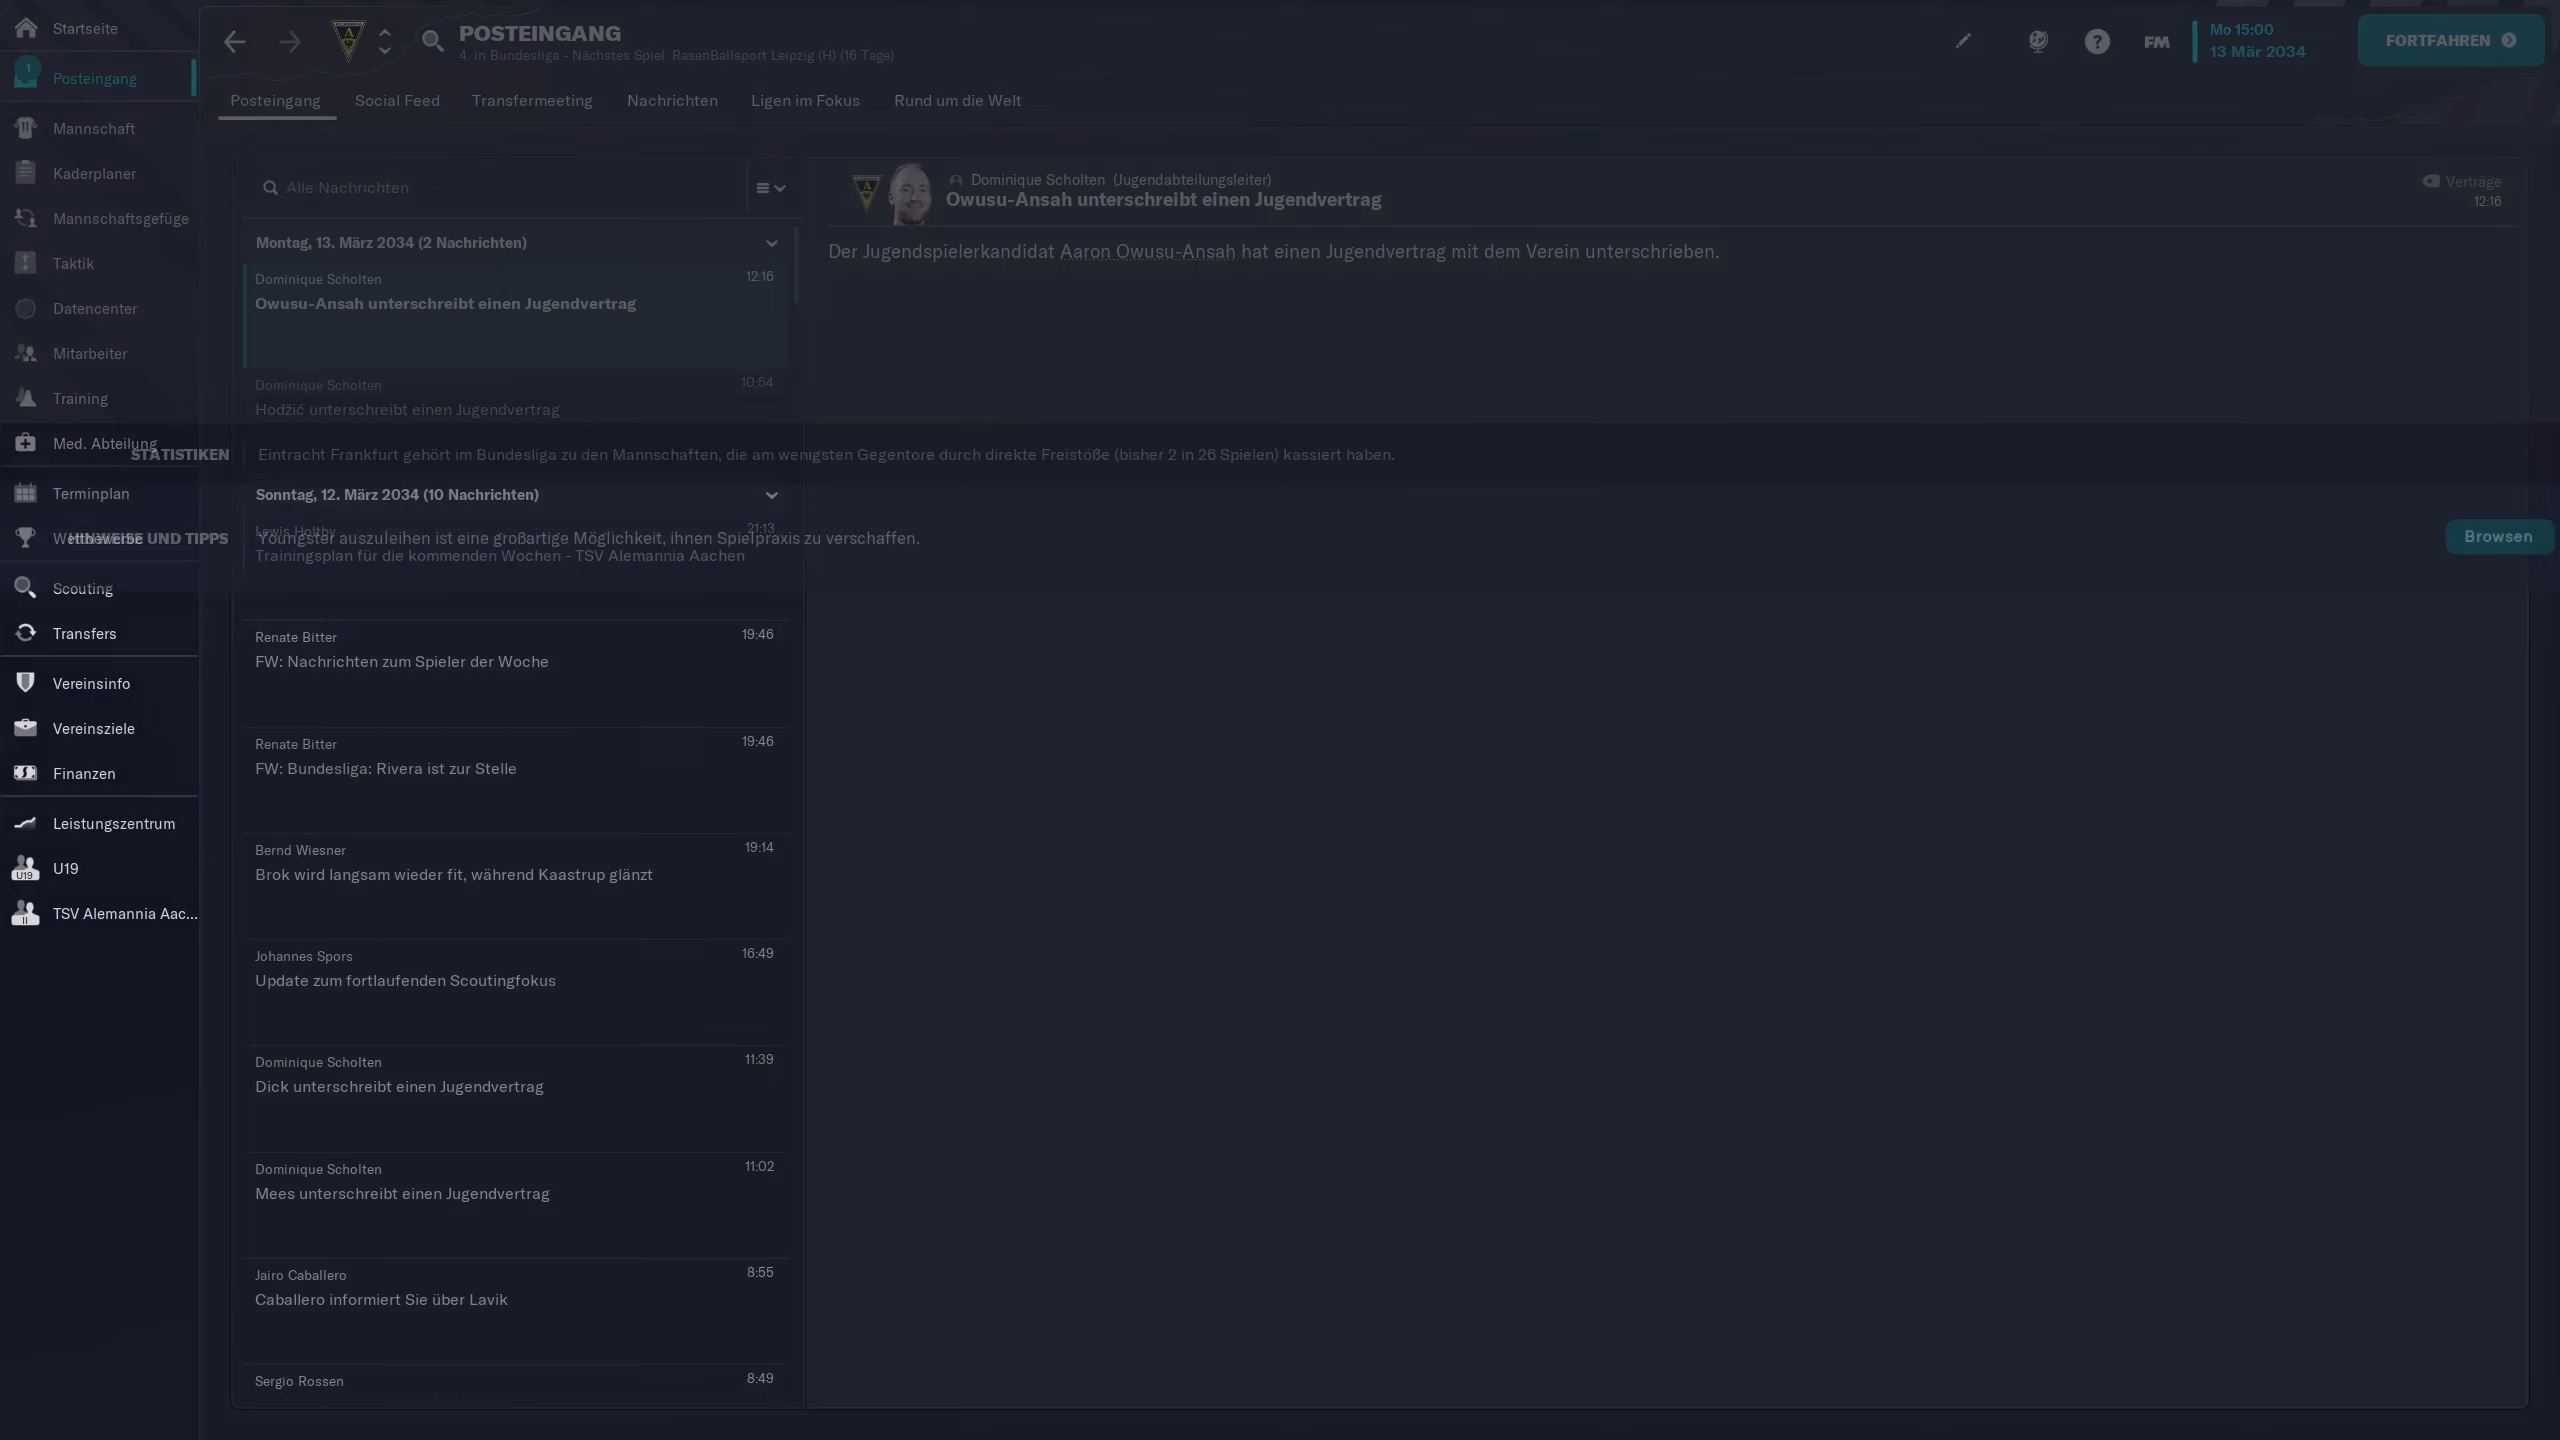 Startseite
1
Posteingang
Mannschaft
Kaderplaner
Mannschaftsgefüge
Taktik
Datencenter
Mitarbeiter
Training
Med. Abteilung
Terminplan
Wettbewerbe
Scouting
Transfers
Vereinsinfo
Vereinsziele
Finanzen
Leistungszentrum
U19
U19
II
TSV Alemannia Aac...
POSTEINGANG
4. in Bundesliga - Nächstes Spiel: RasenBallsport Leipzig (H) (16 Tage)
FM
Mo 15:00
13 Mär 2034
FORTFAHREN
Posteingang
Social Feed
Transfermeeting
Nachrichten
Ligen im Fokus
Rund um die Welt
Alle Nachrichten
Montag, 13. März 2034 (2 Nachrichten)
Dominique Scholten 12:16
Owusu-Ansah unterschreibt einen Jugendvertrag
Dominique Scholten 10:54
Hodžić unterschreibt einen Jugendvertrag
STATISTIKEN
Eintracht Frankfurt gehört im Bundesliga zu den Mannschaften, die am wenigsten Gegentore durch direkte Freistöße (bisher 2 in 26 Spielen) kassiert haben.
Sonntag, 12. März 2034 (10 Nachrichten)
Lewis Holtby 21:13
HINWEISE UND TIPPS
Youngster auszuleihen ist eine großartige Möglichkeit, ihnen Spielpraxis zu verschaffen.
Browsen
Trainingsplan für die kommenden Wochen - TSV Alemannia Aachen
Renate Bitter 19:46
FW: Nachrichten zum Spieler der Woche
Renate Bitter 19:46
FW: Bundesliga: Rivera ist zur Stelle
Bernd Wiesner 19:14
Brok wird langsam wieder fit, während Kaastrup glänzt
Johannes Spors 16:49
Update zum fortlaufenden Scoutingfokus
Dominique Scholten 11:39
Dick unterschreibt einen Jugendvertrag
Dominique Scholten 11:02
Mees unterschreibt einen Jugendvertrag
Jairo Caballero 8:55
Caballero informiert Sie über Lavik
Sergio Rossen 8:49
Dominique Scholten (Jugendabteilungsleiter)
Owusu-Ansah unterschreibt einen Jugendvertrag
Verträge
12:16
Der Jugendspielerkandidat Aaron Owusu-Ansah hat einen Jugendvertrag mit dem Verein unterschrieben.